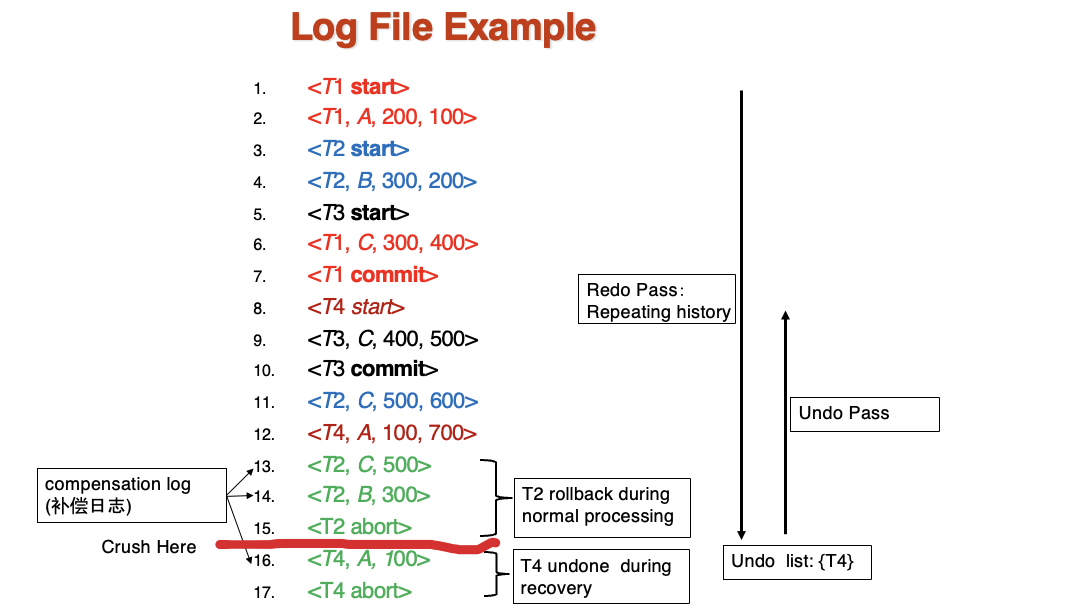 Log File Example
1. <T1 start>
2. <T1, A, 200, 100>
3. <T2 start>
4. <T2, B, 300, 200>
5. <T3 start>
6. <T1, C, 300, 400>
7. <T1 commit>
8. <T4 start>
9. <T3, C, 400, 500>
10. <T3 commit>
11. <T2, C, 500, 600>
12. <T4, A, 100, 700>
13. <T2, C, 500>
14. <T2, B, 300>
15. <T2 abort>
16. <T4, A, 100>
17. <T4 abort>
compensation log
(补偿日志)
Crush Here
T2 rollback during
normal processing
T4 undone during
recovery
Redo Pass:
Repeating history
Undo Pass
Undo list: {T4}